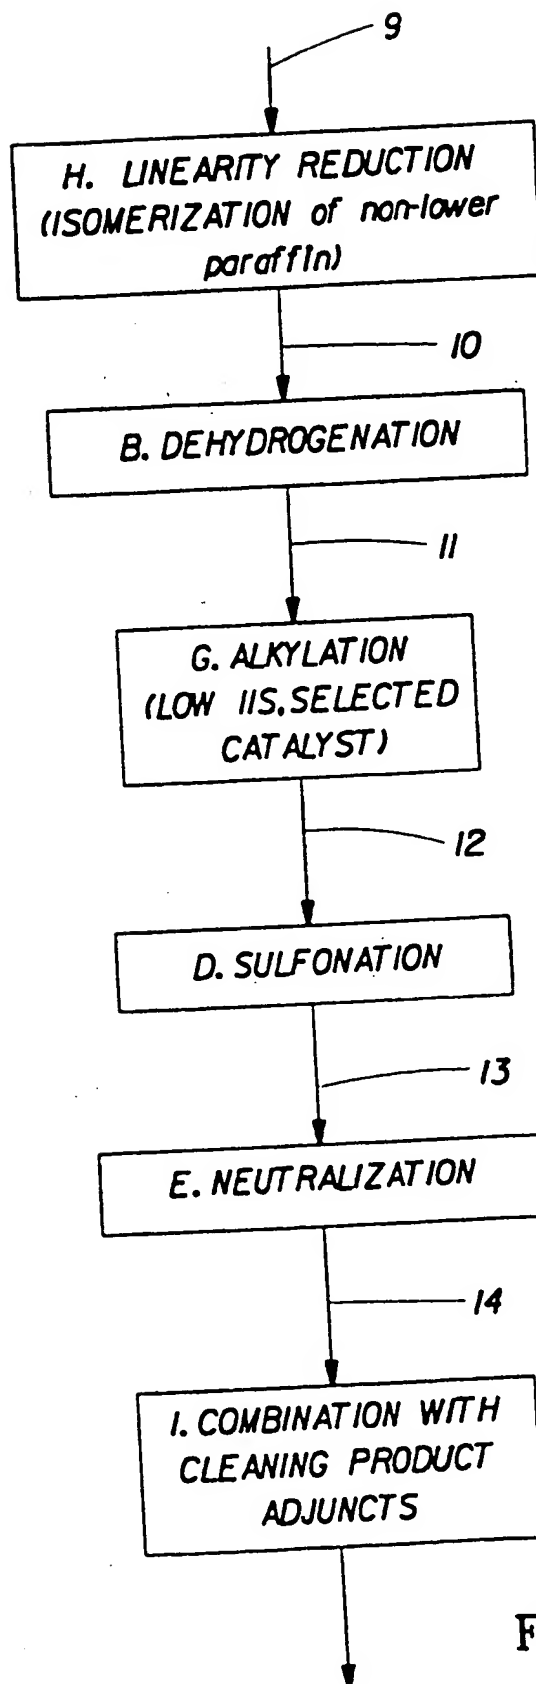 9
H. LINEARITY REDUCTION
(ISOMERIZATION of non-lower
paraffin)
10
B. DEHYDROGENATION
11
G. ALKYLATION
(LOW IIS. SELECTED
CATALYST)
12
D. SULFONATION
13
E. NEUTRALIZATION
14
I. COMBINATION WITH
CLEANING PRODUCT
ADJUNCTS
F